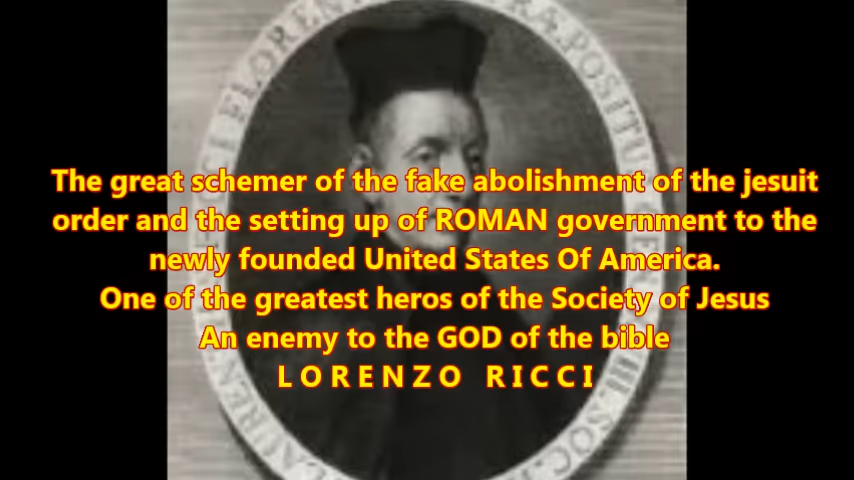 The great schemer of the fake abolishment of the jesuit
order and the setting up of ROMAN government to the
newly founded United States Of America.
One of the greatest heros of the Society of Jesus
An enemy to the GOD of the bible
LORENZO RICCI